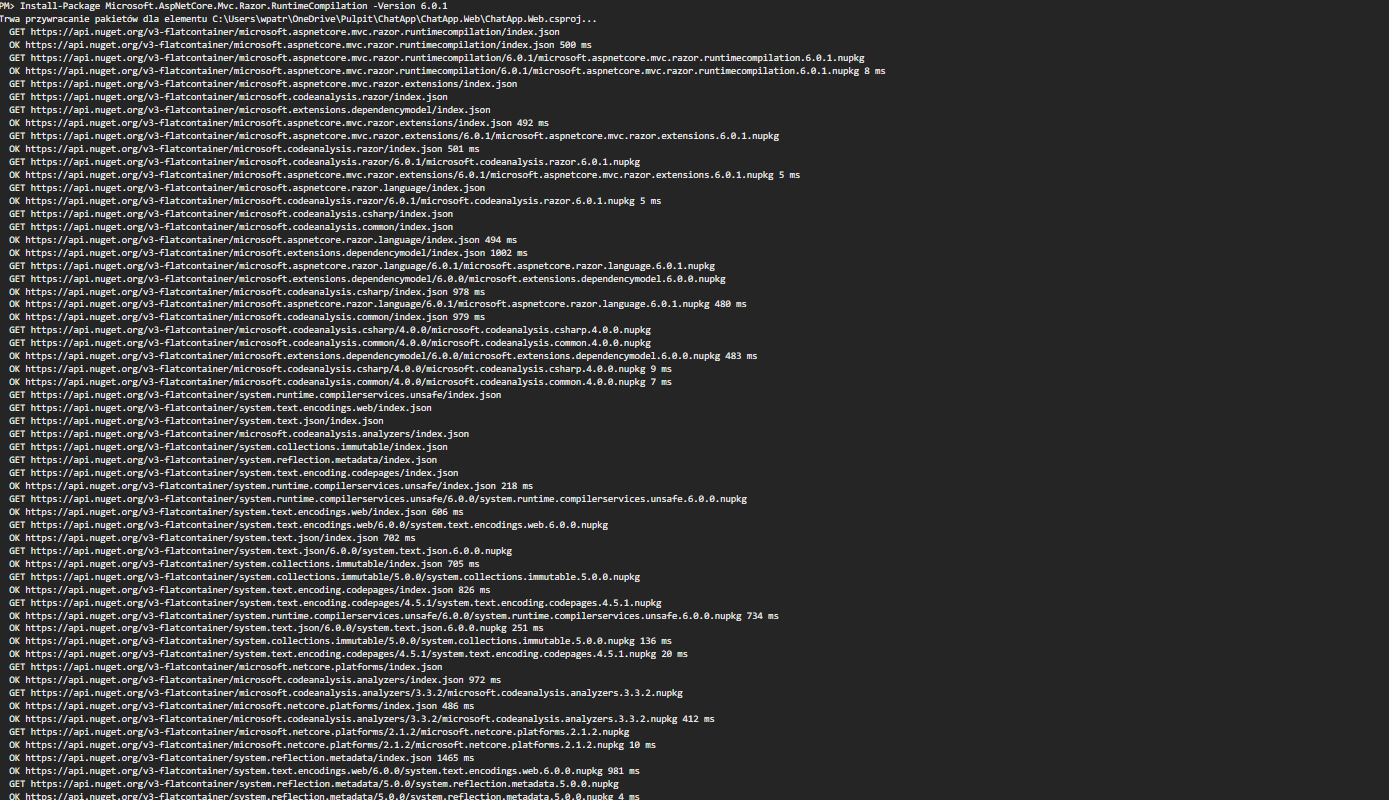 PM> Install-Package Microsoft.AspNetCore.Mvc.Razor.RuntimeCompilation -Version 6.0.1
Trwa przywracanie pakietów dla elementu C:\Users\wpatr\OneDrive\Pulpit\ChatApp\ChatApp.Web\ChatApp.Web.csproj...
GET https://api.nuget.org/v3-flatcontainer/microsoft.aspnetcore.mvc.razor.runtimecompilation/index.json
OK https://api.nuget.org/v3-flatcontainer/microsoft.aspnetcore.mvc.razor.runtimecompilation/index.json 500 ms
GET https://api.nuget.org/v3-flatcontainer/microsoft.aspnetcore.mvc.razor.runtimecompilation/6.0.1/microsoft.aspnetcore.mvc.razor.runtimecompilation.6.0.1.nupkg
OK https://api.nuget.org/v3-flatcontainer/microsoft.aspnetcore.mvc.razor.runtimecompilation/6.0.1/microsoft.aspnetcore.mvc.razor.runtimecompilation.6.0.1.nupkg 8 ms
GET https://api.nuget.org/v3-flatcontainer/microsoft.aspnetcore.mvc.razor.extensions/index.json
GET https://api.nuget.org/v3-flatcontainer/microsoft.codeanalysis.razor/index.json
GET https://api.nuget.org/v3-flatcontainer/microsoft.extensions.dependencymodel/index.json
OK https://api.nuget.org/v3-flatcontainer/microsoft.aspnetcore.mvc.razor.extensions/index.json 492 ms
GET https://api.nuget.org/v3-flatcontainer/microsoft.aspnetcore.mvc.razor.extensions/6.0.1/microsoft.aspnetcore.mvc.razor.extensions.6.0.1.nupkg
OK https://api.nuget.org/v3-flatcontainer/microsoft.codeanalysis.razor/index.json 501 ms
GET https://api.nuget.org/v3-flatcontainer/microsoft.codeanalysis.razor/6.0.1/microsoft.codeanalysis.razor.6.0.1.nupkg
OK https://api.nuget.org/v3-flatcontainer/microsoft.aspnetcore.mvc.razor.extensions/6.0.1/microsoft.aspnetcore.mvc.razor.extensions.6.0.1.nupkg 5 ms
GET https://api.nuget.org/v3-flatcontainer/microsoft.aspnetcore.razor.language/index.json
OK https://api.nuget.org/v3-flatcontainer/microsoft.codeanalysis.razor/6.0.1/microsoft.codeanalysis.razor.6.0.1.nupkg 5 ms
GET https://api.nuget.org/v3-flatcontainer/microsoft.codeanalysis.csharp/index.json
GET https://api.nuget.org/v3-flatcontainer/microsoft.codeanalysis.common/index.json
OK https://api.nuget.org/v3-flatcontainer/microsoft.aspnetcore.razor.language/index.json 494 ms
OK https://api.nuget.org/v3-flatcontainer/microsoft.extensions.dependencymodel/index.json 1002 ms
GET https://api.nuget.org/v3-flatcontainer/microsoft.aspnetcore.razor.language/6.0.1/microsoft.aspnetcore.razor.language.6.0.1.nupkg
GET https://api.nuget.org/v3-flatcontainer/microsoft.extensions.dependencymodel/6.0.0/microsoft.extensions.dependencymodel.6.0.0.nupkg
OK https://api.nuget.org/v3-flatcontainer/microsoft.codeanalysis.csharp/index.json 978 ms
OK https://api.nuget.org/v3-flatcontainer/microsoft.aspnetcore.razor.language/6.0.1/microsoft.aspnetcore.razor.language.6.0.1.nupkg 480 ms
OK https://api.nuget.org/v3-flatcontainer/microsoft.codeanalysis.common/index.json 979 ms
GET https://api.nuget.org/v3-flatcontainer/microsoft.codeanalysis.csharp/4.0.0/microsoft.codeanalysis.csharp.4.0.0.nupkg
GET https://api.nuget.org/v3-flatcontainer/microsoft.codeanalysis.common/4.0.0/microsoft.codeanalysis.common.4.0.0.nupkg
OK https://api.nuget.org/v3-flatcontainer/microsoft.extensions.dependencymodel/6.0.0/microsoft.extensions.dependencymodel.6.0.0.nupkg 483 ms
OK https://api.nuget.org/v3-flatcontainer/microsoft.codeanalysis.csharp/4.0.0/microsoft.codeanalysis.csharp.4.0.0.nupkg 9 ms
OK https://api.nuget.org/v3-flatcontainer/microsoft.codeanalysis.common/4.0.0/microsoft.codeanalysis.common.4.0.0.nupkg 7 ms
GET https://api.nuget.org/v3-flatcontainer/system.runtime.compilerservices.unsafe/index.json
GET https://api.nuget.org/v3-flatcontainer/system.text.encodings.web/index.json
GET https://api.nuget.org/v3-flatcontainer/system.text.json/index.json
GET https://api.nuget.org/v3-flatcontainer/microsoft.codeanalysis.analyzers/index.json
GET https://api.nuget.org/v3-flatcontainer/system.collections.immutable/index.json
GET https://api.nuget.org/v3-flatcontainer/system.reflection.metadata/index.json
GET https://api.nuget.org/v3-flatcontainer/system.text.encoding.codepages/index.json
OK https://api.nuget.org/v3-flatcontainer/system.runtime.compilerservices.unsafe/index.json 218 ms
GET https://api.nuget.org/v3-flatcontainer/system.runtime.compilerservices.unsafe/6.0.0/system.runtime.compilerservices.unsafe.6.0.0.nupkg
OK https://api.nuget.org/v3-flatcontainer/system.text.encodings.web/index.json 606 ms
GET https://api.nuget.org/v3-flatcontainer/system.text.encodings.web/6.0.0/system.text.encodings.web.6.0.0.nupkg
OK https://api.nuget.org/v3-flatcontainer/system.text.json/index.json 702 ms
GET https://api.nuget.org/v3-flatcontainer/system.text.json/6.0.0/system.text.json.6.0.0.nupkg
OK https://api.nuget.org/v3-flatcontainer/system.collections.immutable/index.json 705 ms
GET https://api.nuget.org/v3-flatcontainer/system.collections.immutable/5.0.0/system.collections.immutable.5.0.0.nupkg
OK https://api.nuget.org/v3-flatcontainer/system.text.encoding.codepages/index.json 826 ms
GET https://api.nuget.org/v3-flatcontainer/system.text.encoding.codepages/4.5.1/system.text.encoding.codepages.4.5.1.nupkg
OK https://api.nuget.org/v3-flatcontainer/system.runtime.compilerservices.unsafe/6.0.0/system.runtime.compilerservices.unsafe.6.0.0.nupkg 734 ms
OK https://api.nuget.org/v3-flatcontainer/system.text.json/6.0.0/system.text.json.6.0.0.nupkg 251 ms
OK https://api.nuget.org/v3-flatcontainer/system.collections.immutable/5.0.0/system.collections.immutable.5.0.0.nupkg 136 ms
OK https://api.nuget.org/v3-flatcontainer/system.text.encoding.codepages/4.5.1/system.text.encoding.codepages.4.5.1.nupkg 20 ms
GET https://api.nuget.org/v3-flatcontainer/microsoft.netcore.platforms/index.json
OK https://api.nuget.org/v3-flatcontainer/microsoft.codeanalysis.analyzers/index.json 972 ms
GET https://api.nuget.org/v3-flatcontainer/microsoft.codeanalysis.analyzers/3.3.2/microsoft.codeanalysis.analyzers.3.3.2.nupkg
OK https://api.nuget.org/v3-flatcontainer/microsoft.netcore.platforms/index.json 486 ms
OK https://api.nuget.org/v3-flatcontainer/microsoft.codeanalysis.analyzers/3.3.2/microsoft.codeanalysis.analyzers.3.3.2.nupkg 412 ms
GET https://api.nuget.org/v3-flatcontainer/microsoft.netcore.platforms/2.1.2/microsoft.netcore.platforms.2.1.2.nupkg
OK https://api.nuget.org/v3-flatcontainer/microsoft.netcore.platforms/2.1.2/microsoft.netcore.platforms.2.1.2.nupkg 10 ms
OK https://api.nuget.org/v3-flatcontainer/system.reflection.metadata/index.json 1465 ms
OK https://api.nuget.org/v3-flatcontainer/system.text.encodings.web/6.0.0/system.text.encodings.web.6.0.0.nupkg 981 ms
GET https://api.nuget.org/v3-flatcontainer/system.reflection.metadata/5.0.0/system.reflection.metadata.5.0.0.nupkg
OK https://api.nuget.org/v3-flatcontainer/system.reflection.metadata/5.0.0/system.reflection.metadata.5.0.0.nupkg 4 ms